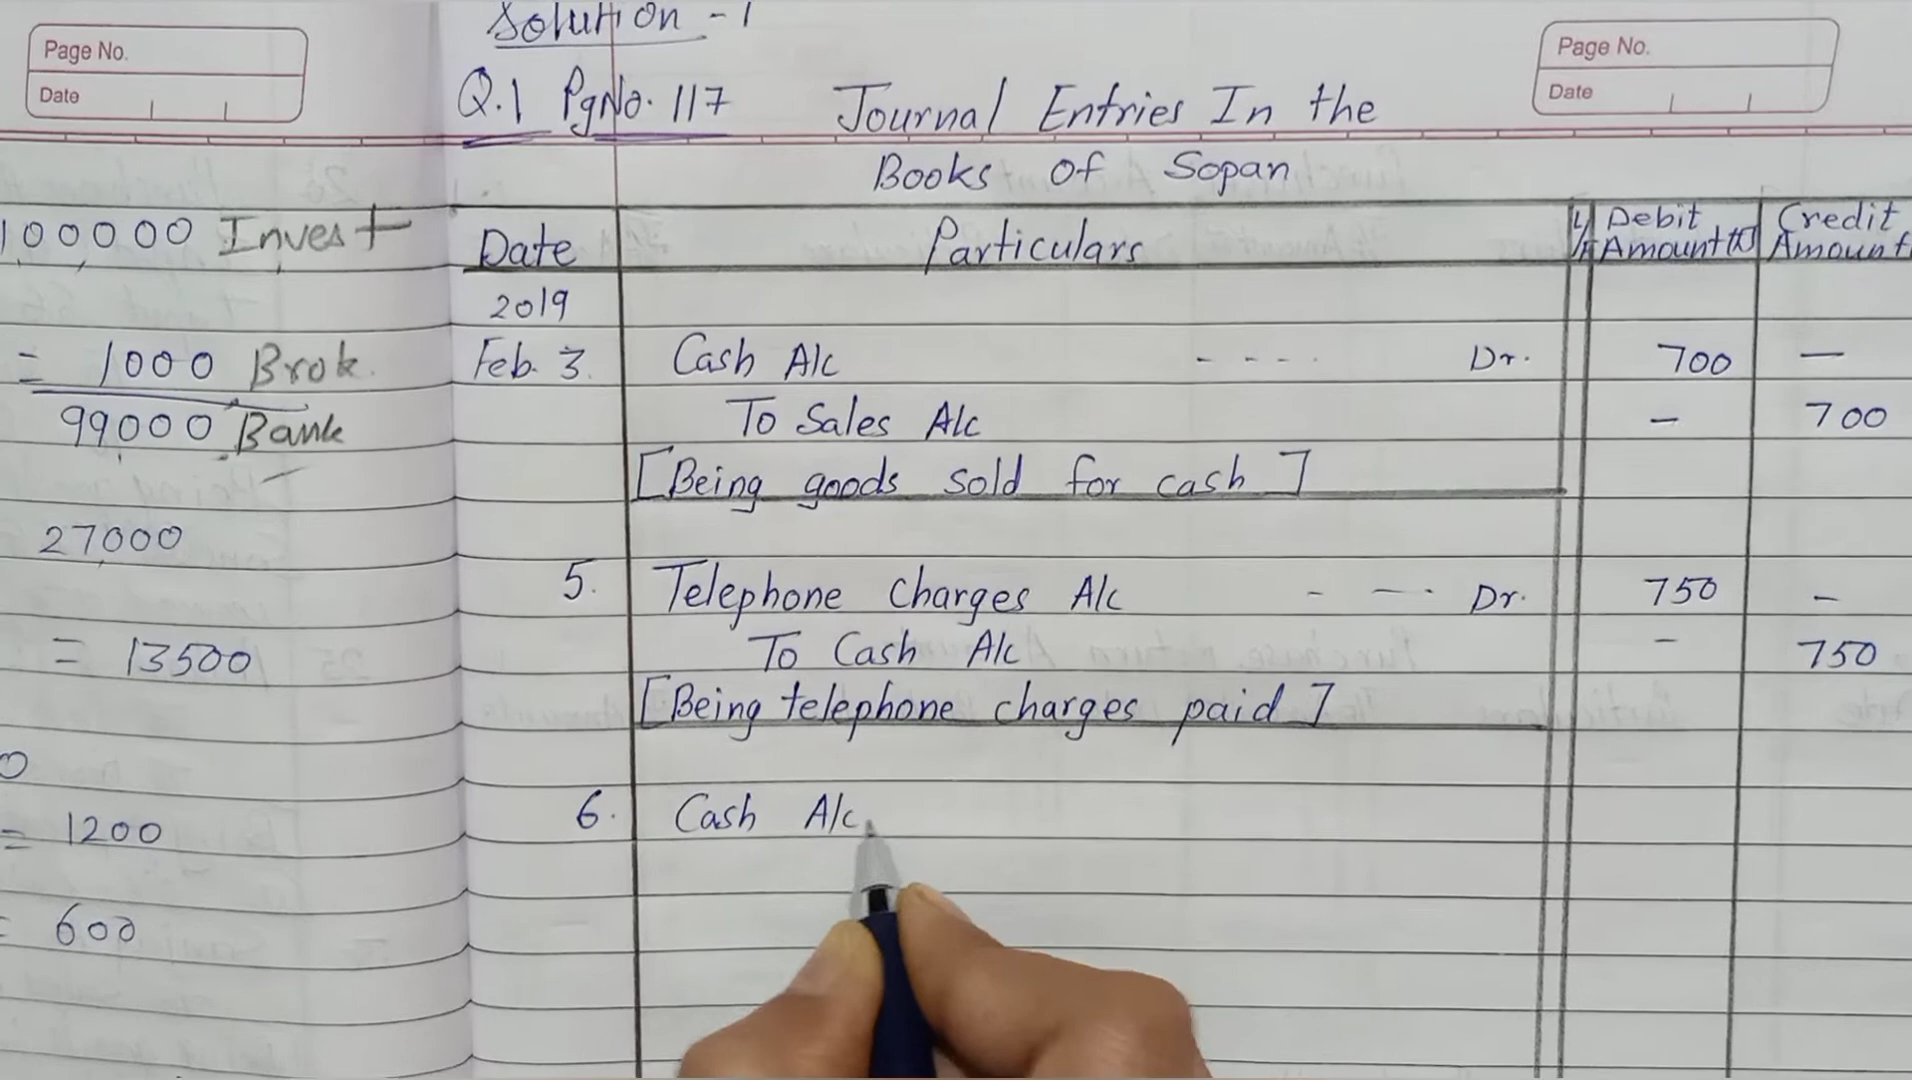 Solution - 1
Page No.
Date
Q.1 Pg No. 117
Journal Entries In the
Page No.
Date
Books of Sopan
100000 Invest
= 1000 Brok.
99000 Bank
27000
= 13500
= 1200
= 600
Date Particulars L/F Debit Amount (₹) Credit Amount
2019
Feb. 3. Cash A/c - - - - Dr. 700 —
To Sales A/c — 700
[Being goods sold for cash]
5. Telephone charges A/c - - - Dr. 750 —
To Cash A/c - 750
[Being telephone charges paid]
6. Cash A/c